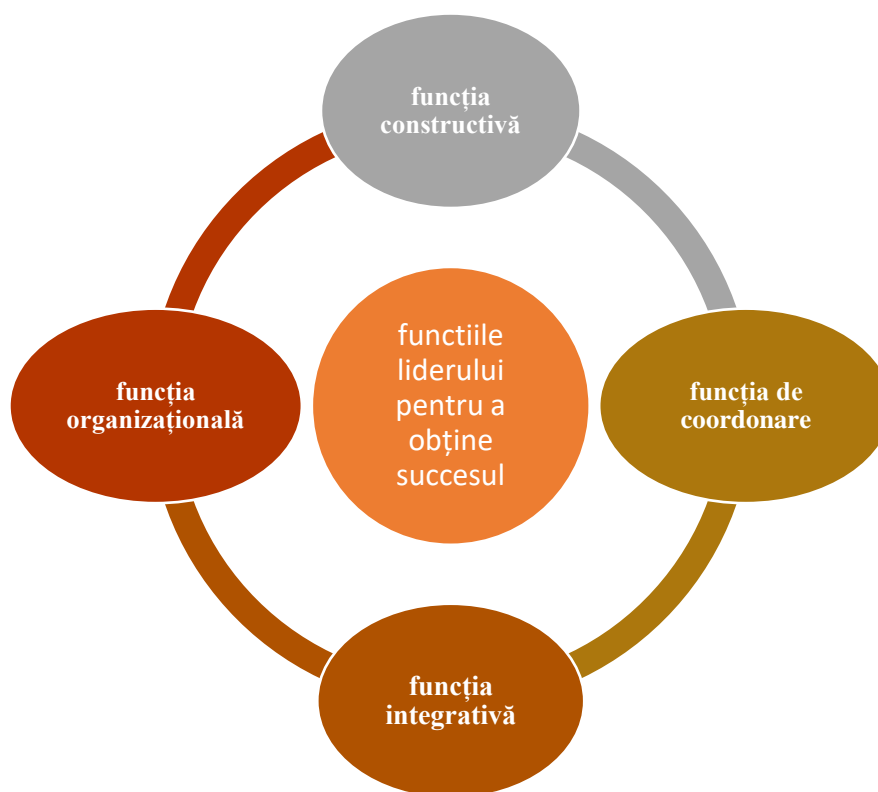 funcția
constructivă
funcția
organizațională
functiile
liderului
pentru a
obține
succesul
funcția de
coordonare
funcția
integrativă